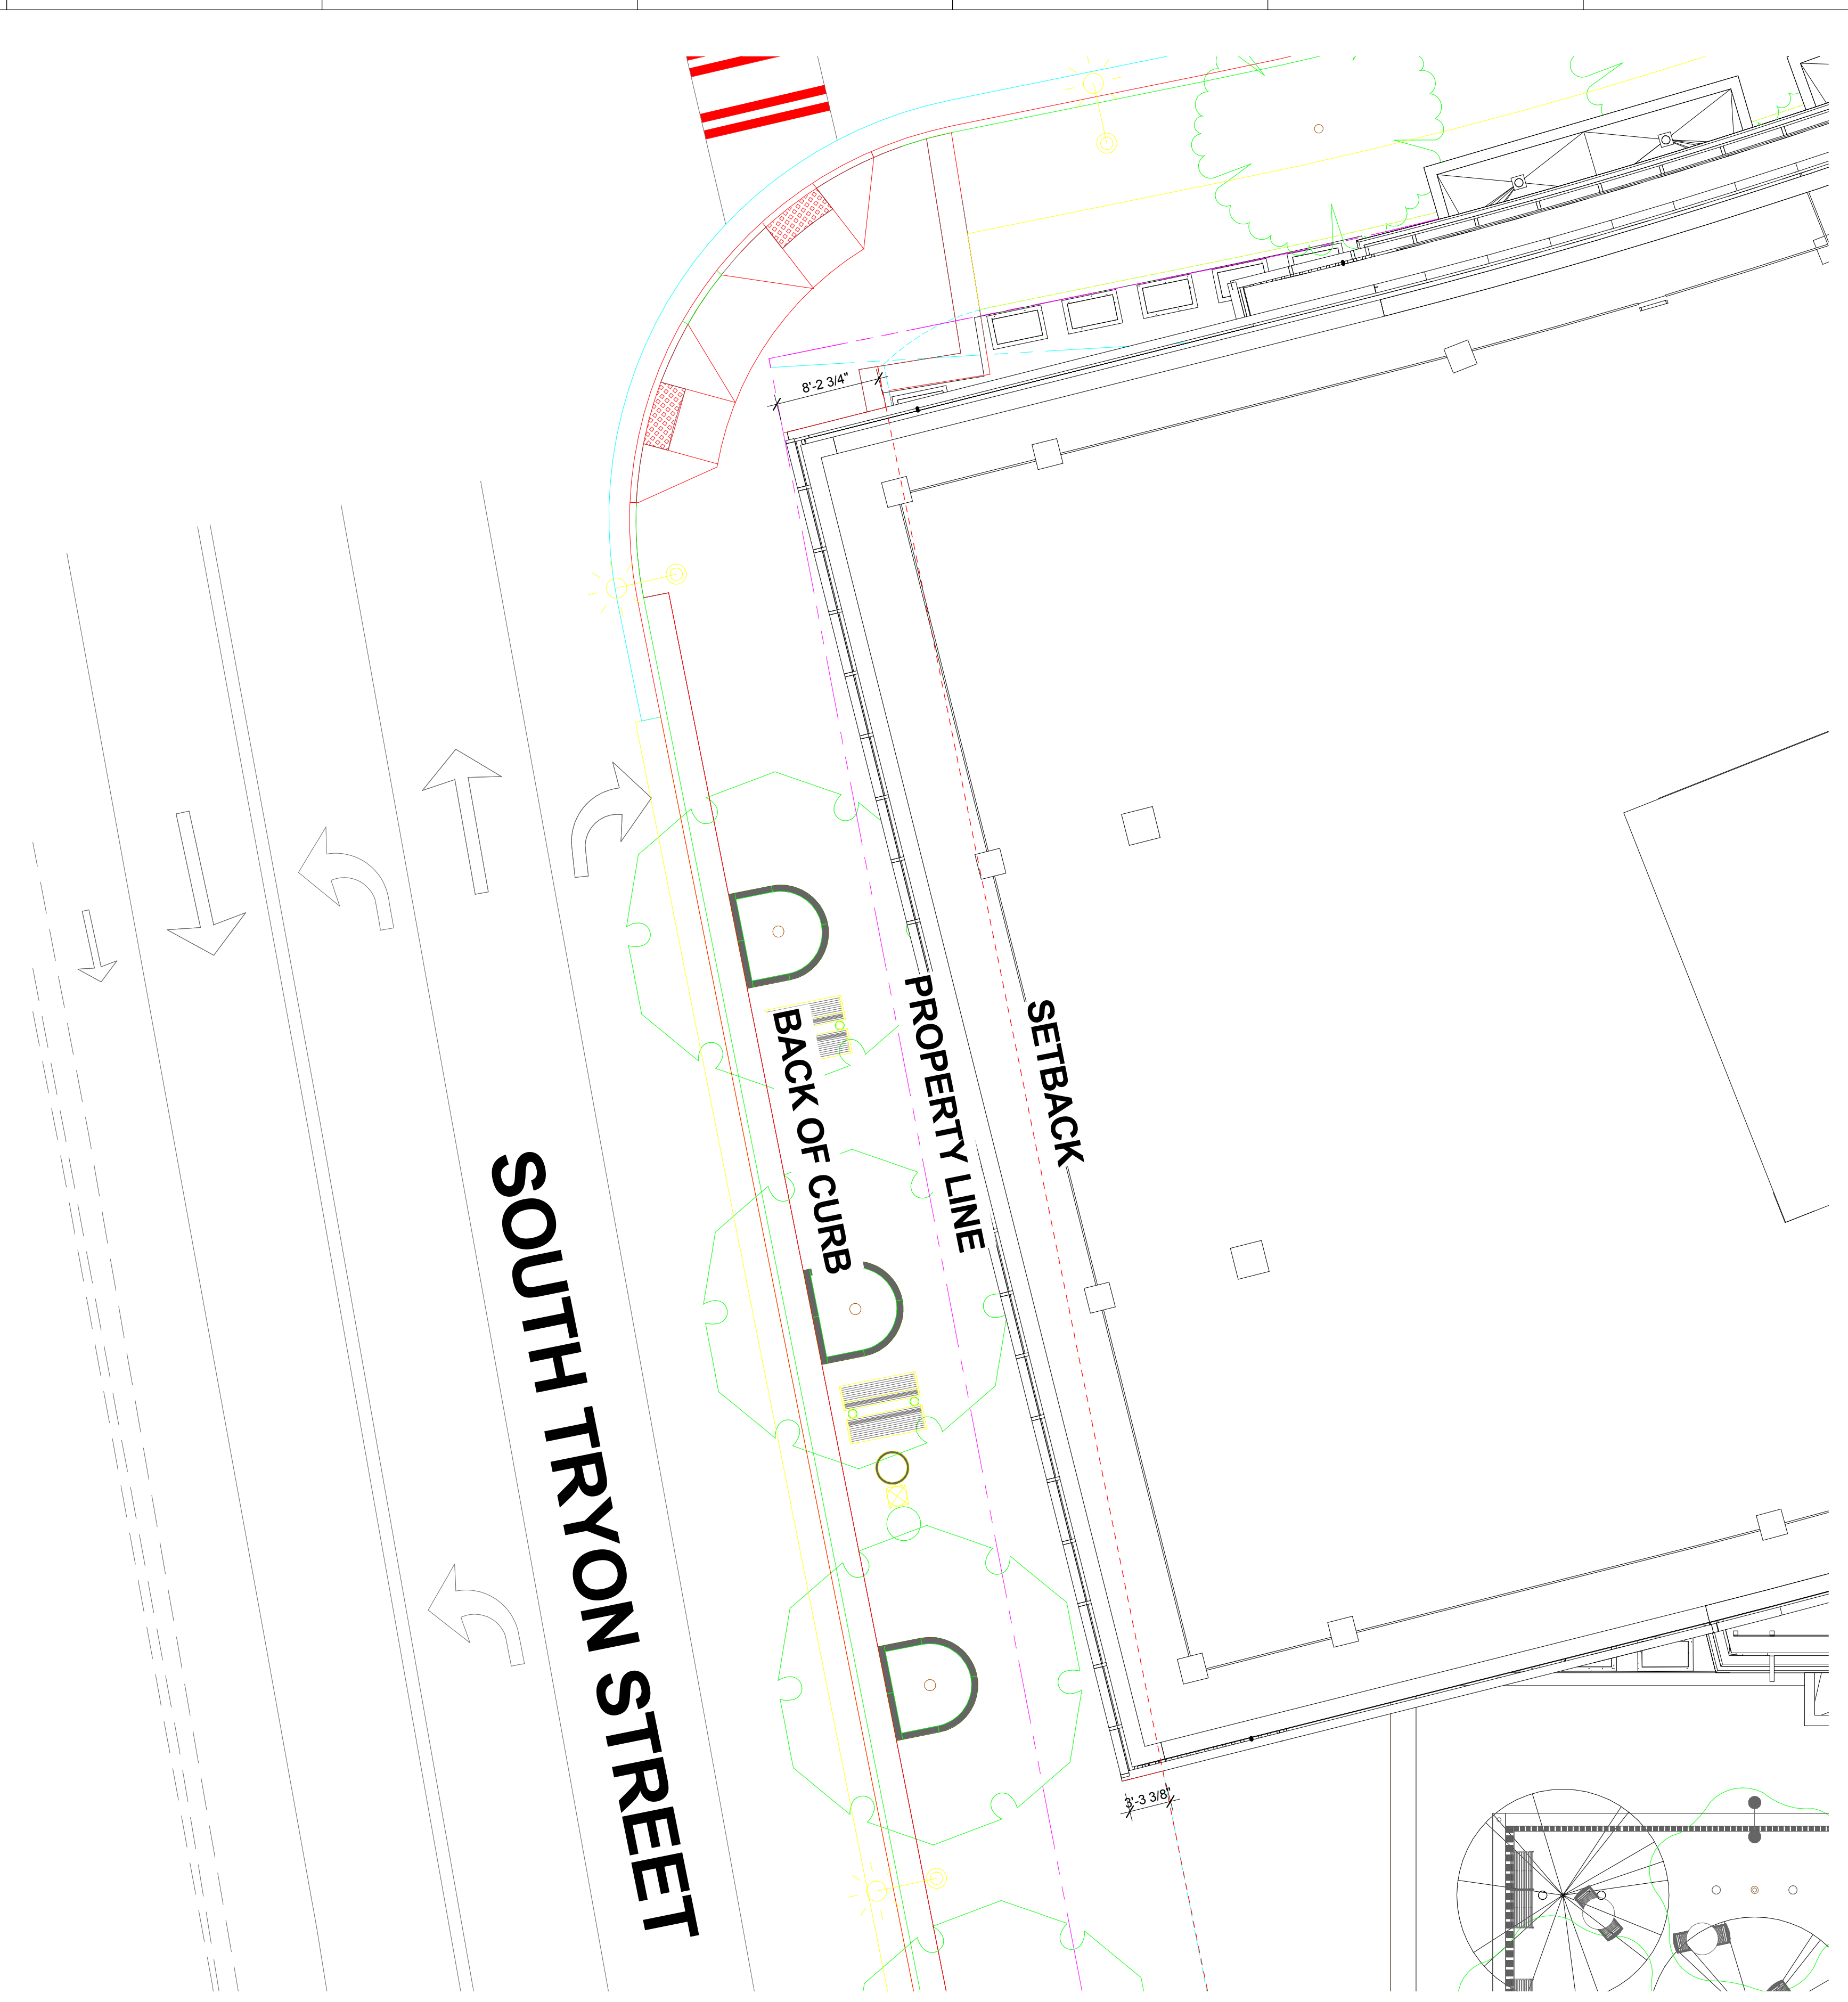 8'-2 3/4"
SETBACK
PROPERTY LINE
BACK OF CURB
SOUTH TRYON STREET
3'-3 3/8"